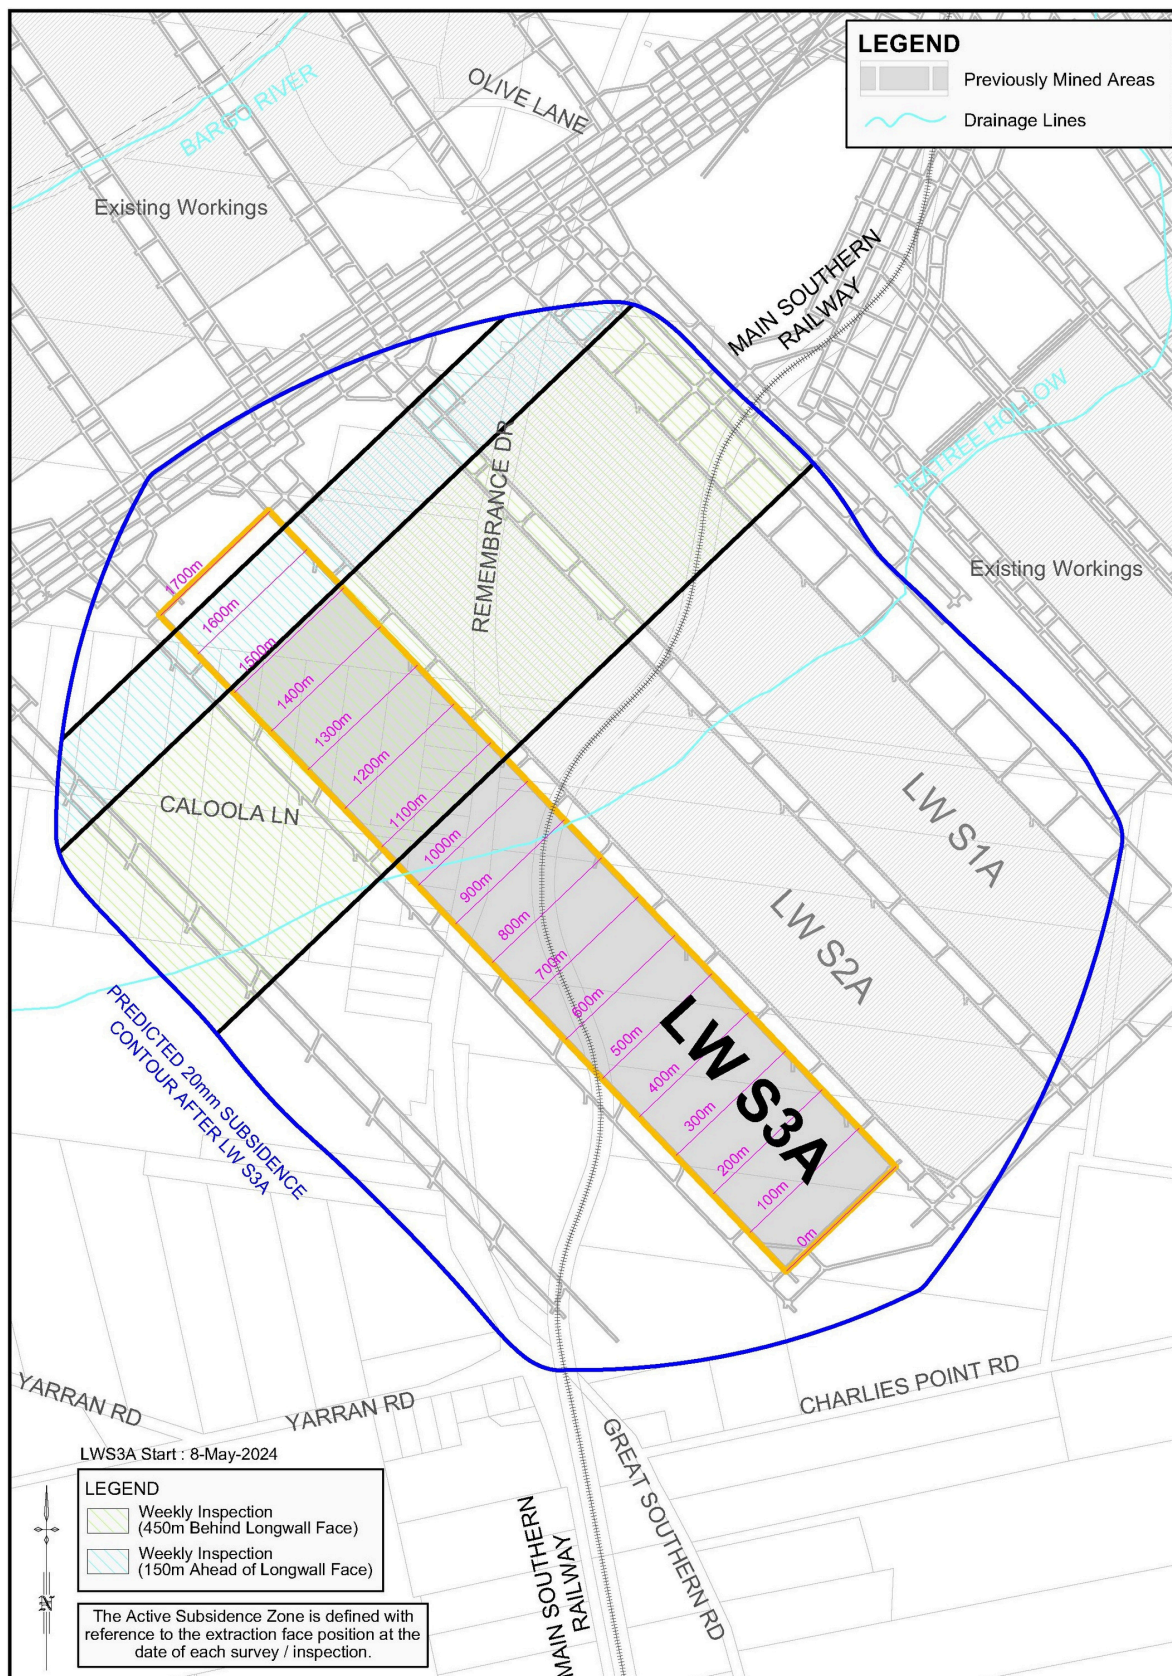 LEGEND
Previously Mined Areas
Drainage Lines
OLIVE LANE
BARGO RIVER
Existing Workings
MAIN SOUTHERN
RAILWAY
TEATREE HOLLOW
Existing Workings
REMEMBRANCE DR
1700m
1600m
1500m
1400m
1300m
1200m
1100m
1000m
900m
800m
700m
600m
500m
400m
300m
200m
100m
0m
CALOOLA LN
LW S1A
LW S2A
LW S3A
PREDICTED 20mm SUBSIDENCE
CONTOUR AFTER LW S3A
YARRAN RD
YARRAN RD
CHARLIES POINT RD
GREAT SOUTHERN RD
MAIN SOUTHERN
RAILWAY
LWS3A Start : 8-May-2024
LEGEND
Weekly Inspection
(450m Behind Longwall Face)
Weekly Inspection
(150m Ahead of Longwall Face)
N
The Active Subsidence Zone is defined with
reference to the extraction face position at the
date of each survey / inspection.